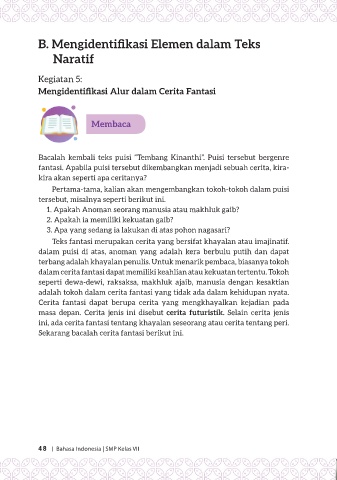 B. Mengidentifikasi Elemen dalam Teks
Naratif
Kegiatan 5:
Mengidentifikasi Alur dalam Cerita Fantasi
Membaca
Bacalah kembali teks puisi “Tembang Kinanthi”. Puisi tersebut bergenre
fantasi. Apabila puisi tersebut dikembangkan menjadi sebuah cerita, kira-
kira akan seperti apa ceritanya?
Pertama-tama, kalian akan mengembangkan tokoh-tokoh dalam puisi
tersebut, misalnya seperti berikut ini.
1. Apakah Anoman seorang manusia atau makhluk gaib?
2. Apakah ia memiliki kekuatan gaib?
3. Apa yang sedang ia lakukan di atas pohon nagasari?
Teks fantasi merupakan cerita yang bersifat khayalan atau imajinatif.
dalam puisi di atas, anoman yang adalah kera berbulu putih dan dapat
terbang adalah khayalan penulis. Untuk menarik pembaca, biasanya tokoh
dalam cerita fantasi dapat memiliki keahlian atau kekuatan tertentu. Tokoh
seperti dewa-dewi, raksaksa, makhluk ajaib, manusia dengan kesaktian
adalah tokoh dalam cerita fantasi yang tidak ada dalam kehidupan nyata.
Cerita fantasi dapat berupa cerita yang mengkhayalkan kejadian pada
masa depan. Cerita jenis ini disebut cerita futuristik. Selain cerita jenis
ini, ada cerita fantasi tentang khayalan seseorang atau cerita tentang peri.
Sekarang bacalah cerita fantasi berikut ini.
48 | Bahasa Indonesia | SMP Kelas VII